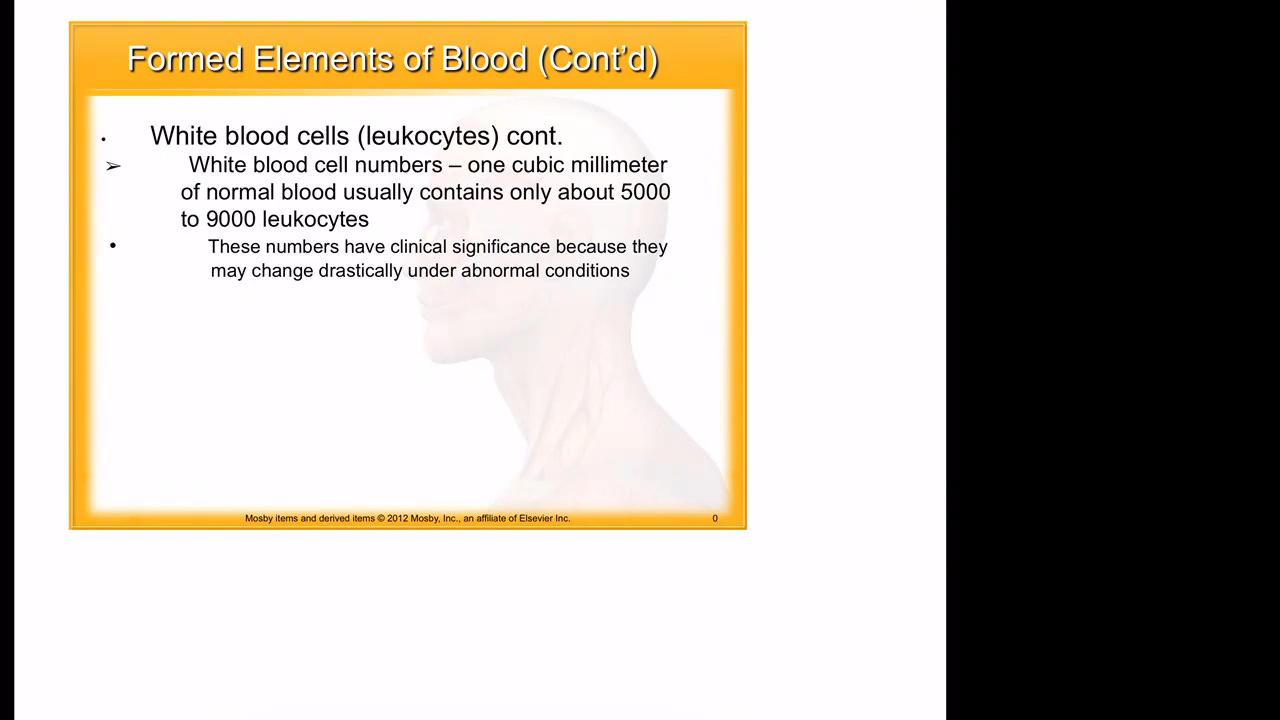 Formed Elements of Blood (Cont’d)
• White blood cells (leukocytes) cont.
➢ White blood cell numbers – one cubic millimeter
of normal blood usually contains only about 5000
to 9000 leukocytes
• These numbers have clinical significance because they
may change drastically under abnormal conditions
Mosby items and derived items © 2012 Mosby, Inc., an affiliate of Elsevier Inc. 0